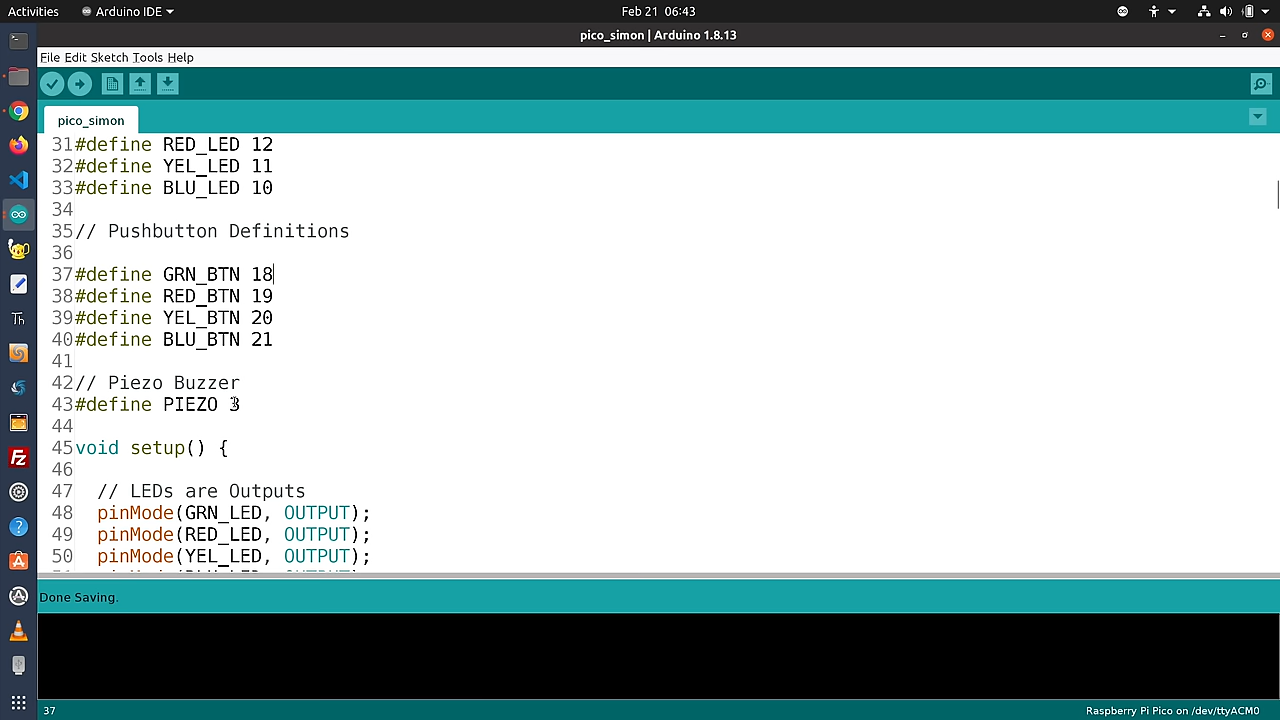 Activities
Arduino IDE
Feb 21 06:43
pico_simon | Arduino 1.8.13
File Edit Sketch Tools Help
pico_simon
31 #define RED_LED 12
32 #define YEL_LED 11
33 #define BLU_LED 10
34
35 // Pushbutton Definitions
36
37 #define GRN_BTN 18
38 #define RED_BTN 19
39 #define YEL_BTN 20
40 #define BLU_BTN 21
41
42 // Piezo Buzzer
43 #define PIEZO 3
44
45 void setup() {
46
47 // LEDs are Outputs
48 pinMode(GRN_LED, OUTPUT);
49 pinMode(RED_LED, OUTPUT);
50 pinMode(YEL_LED, OUTPUT);
Done Saving.
37
Raspberry Pi Pico on /dev/ttyACM0
Th
Fz